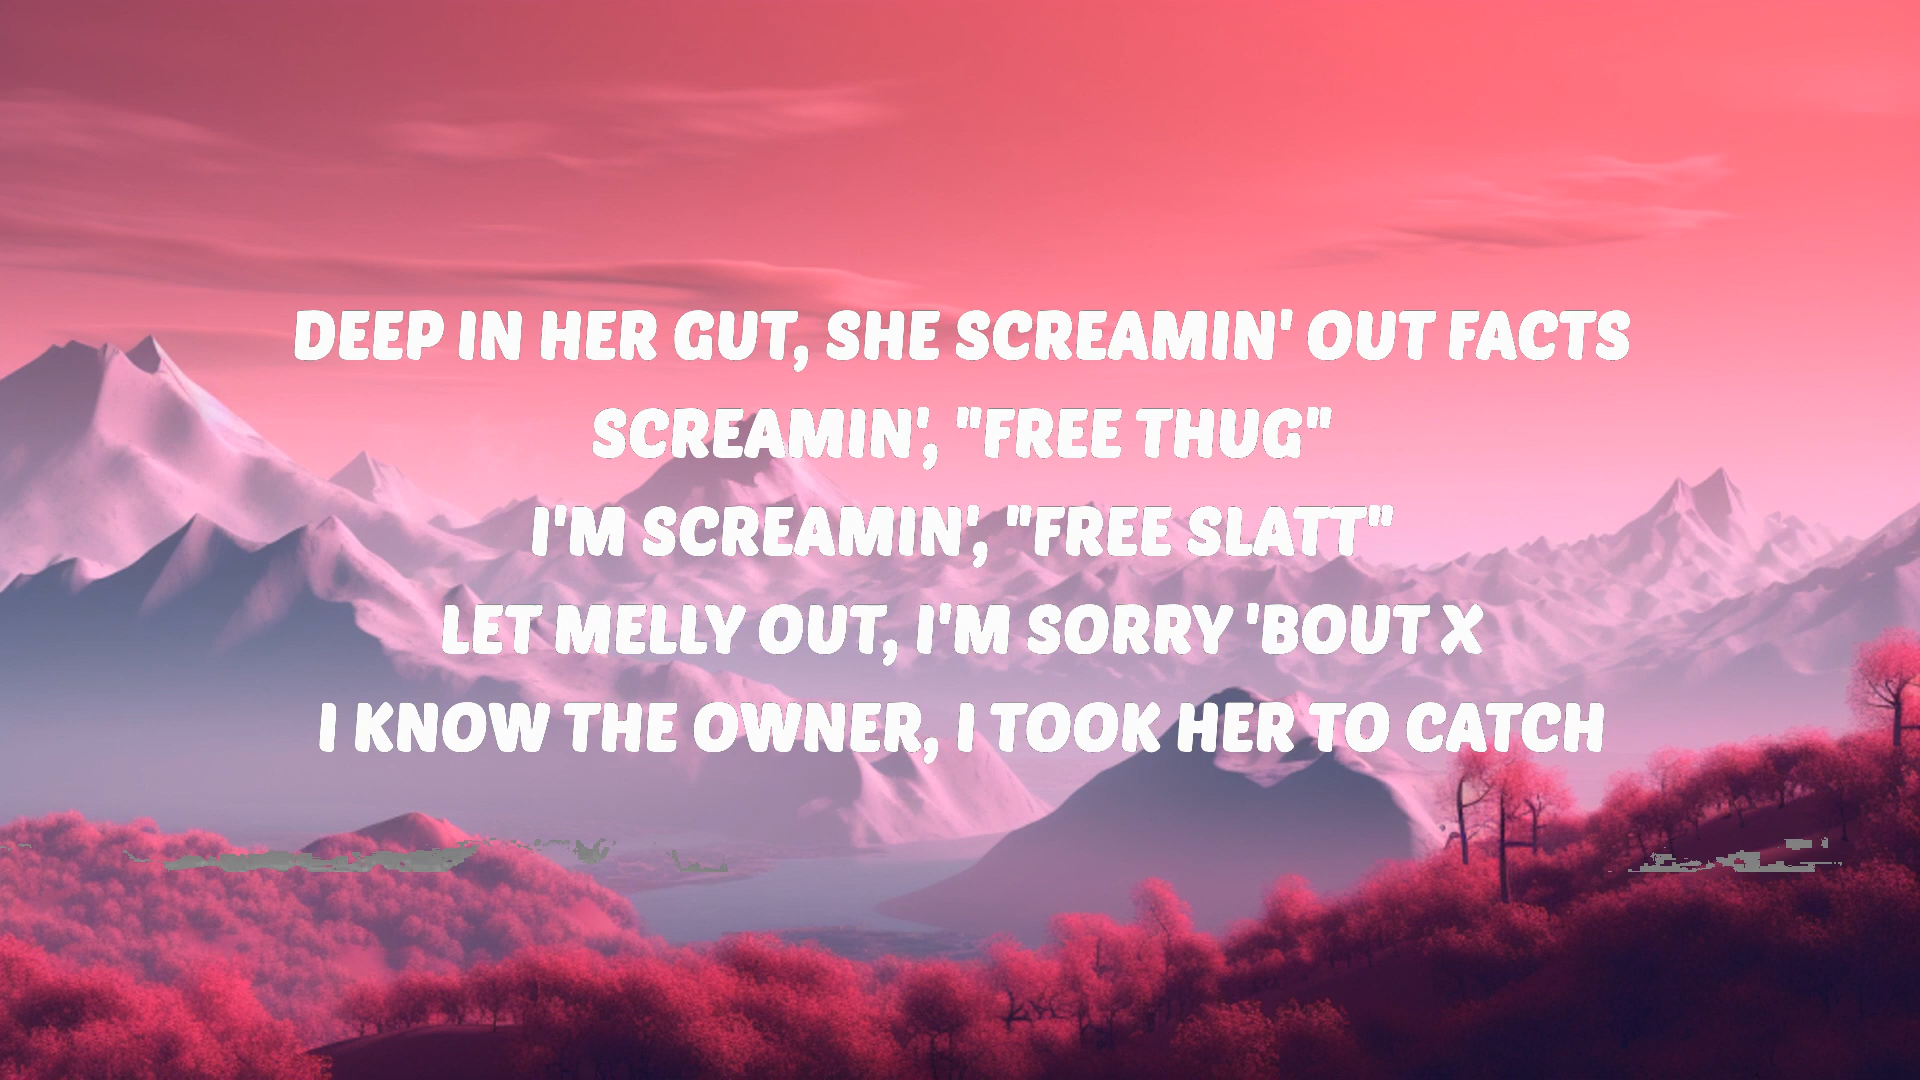 DEEP IN HER GUT, SHE SCREAMIN' OUT FACTS
SCREAMIN', "FREE THUG"
I'M SCREAMIN', "FREE SLATT"
LET MELLY OUT, I'M SORRY 'BOUT X
I KNOW THE OWNER, I TOOK HER TO CATCH